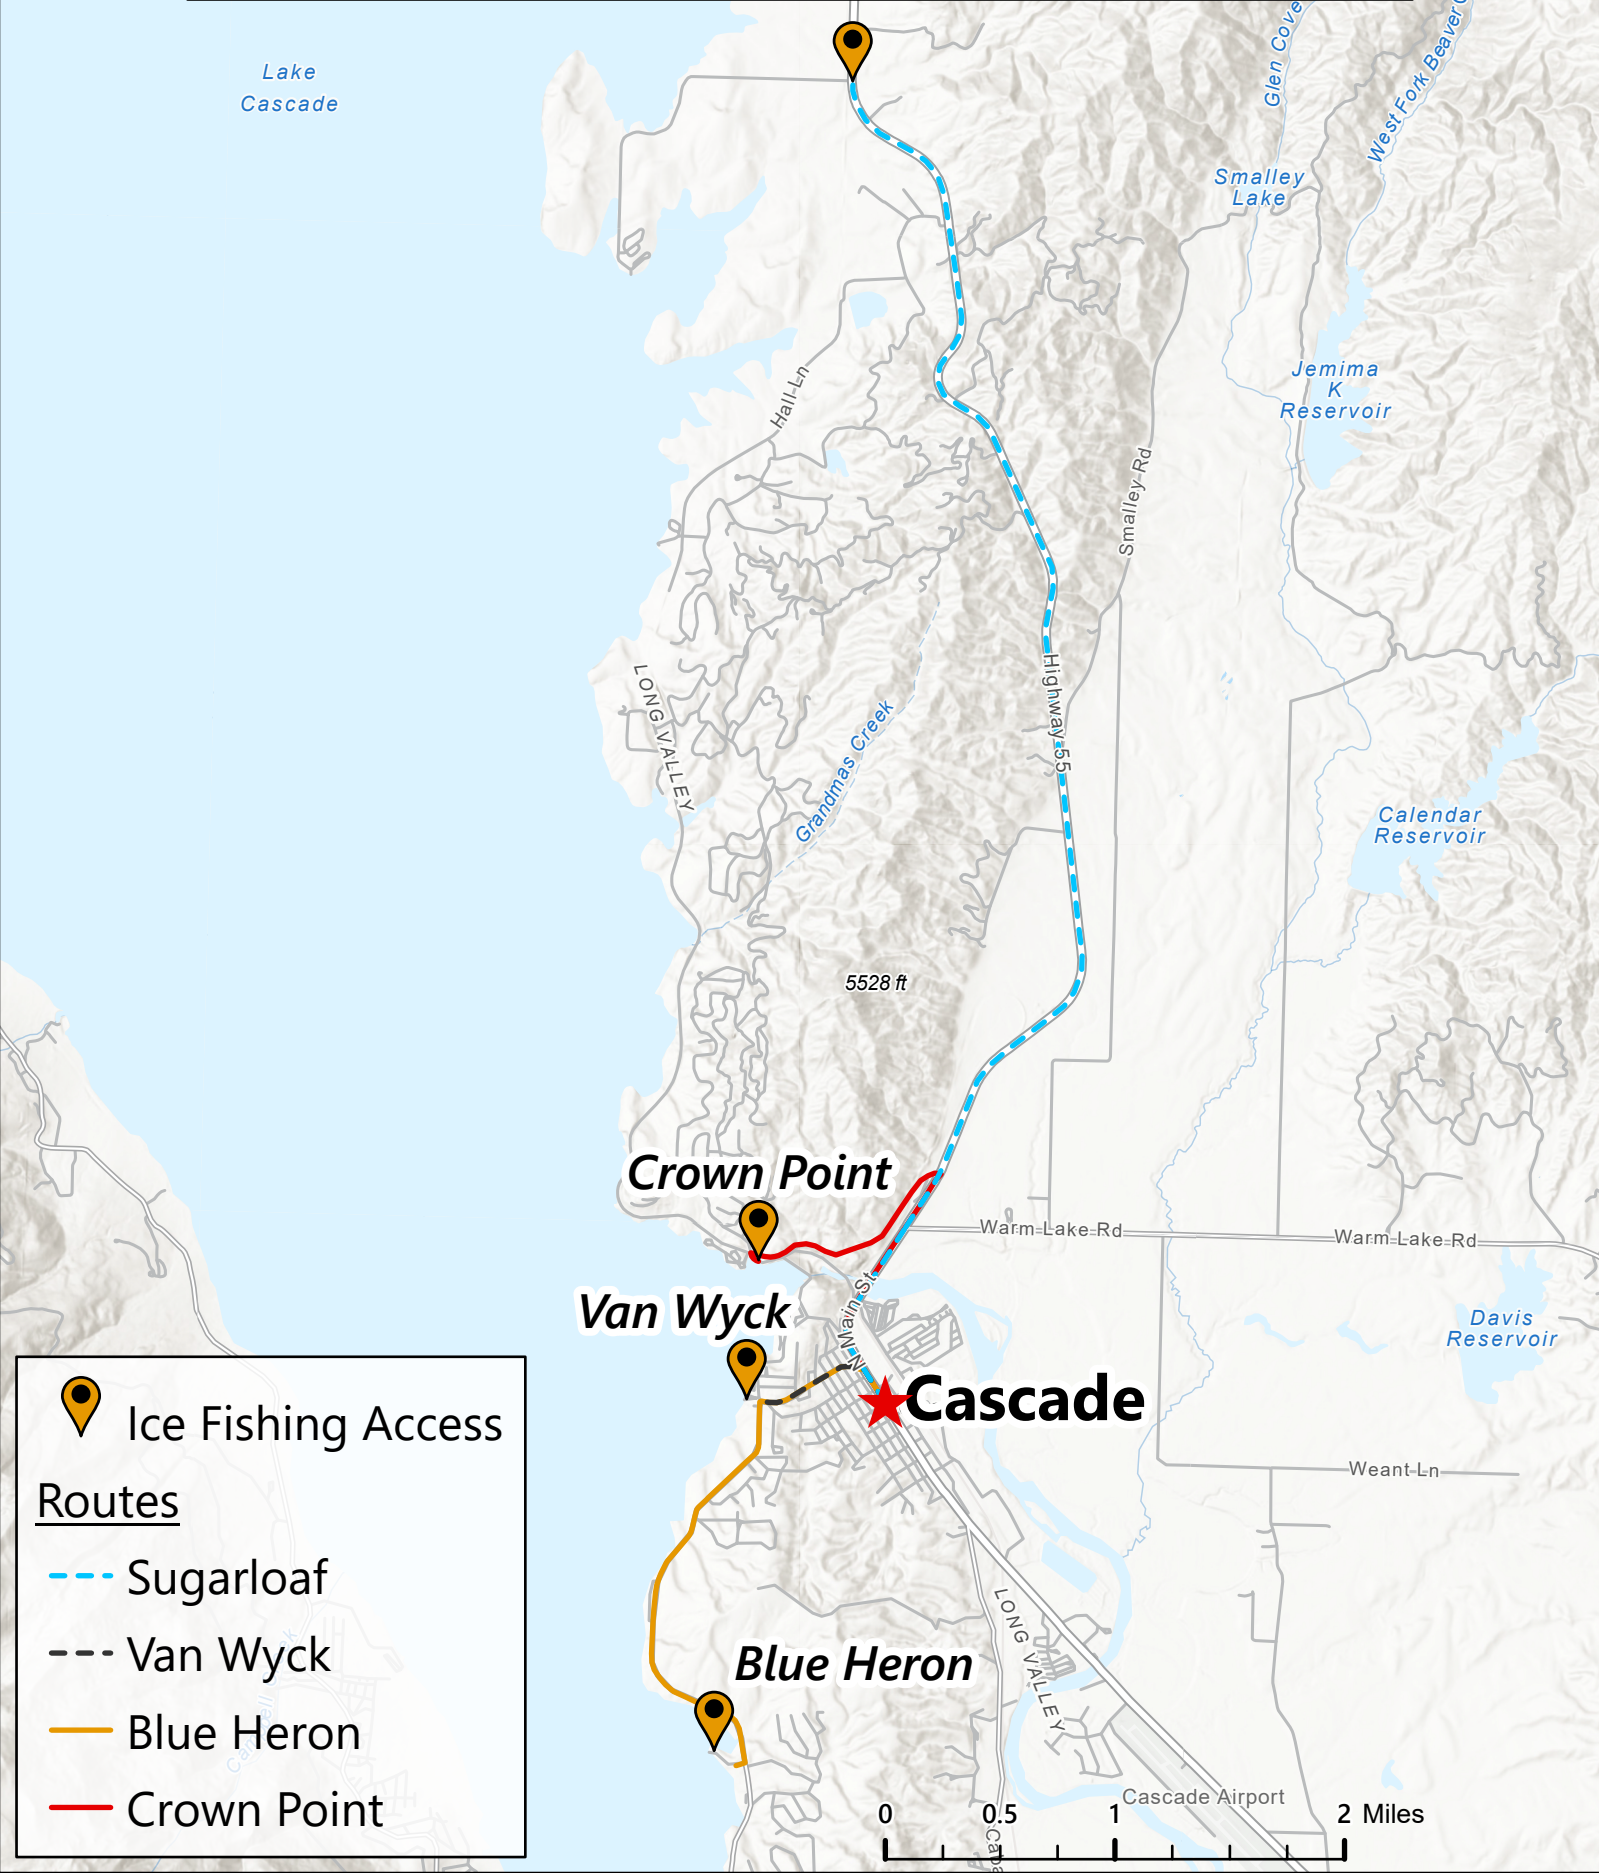 Lake
Cascade
Glen Cove
West Fork Beaver
Smalley
Lake
Jemima
K
Reservoir
Hall Ln
Smalley Rd
Highway 55
LONG VALLEY
Grandmas Creek
Calendar
Reservoir
5528 ft
Crown Point
Warm Lake Rd
Warm Lake Rd
Van Wyck
N Main St
Davis
Reservoir
Cascade
Weant Ln
LONG VALLEY
Blue Heron
Cascade Airport
0 0.5 1 2 Miles
Ice Fishing Access
Routes
Sugarloaf
Van Wyck
Blue Heron
Crown Point